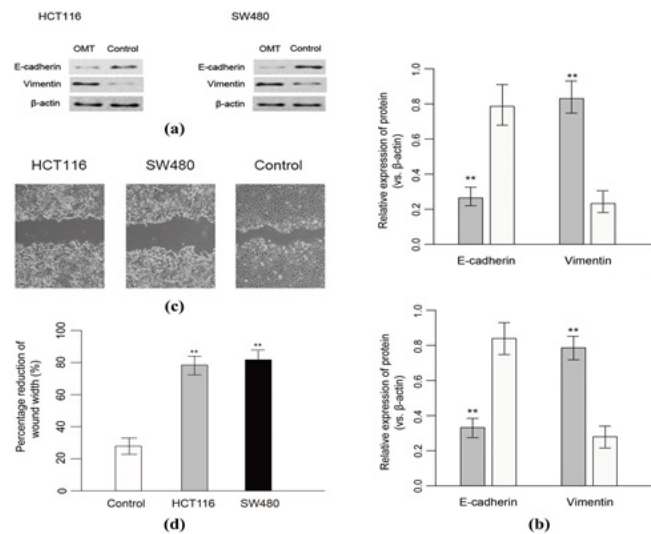 HCT116
SW480
OMT Control
OMT Control
E-cadherin
E-cadherin
Vimentin
Vimentin
β-actin
β-actin
(a)
HCT116
SW480
Control
(c)
Percentage reduction of
wound width (%)
100
80
60
40
20
0
**
**
Control
HCT116
SW480
(d)
Relative expression of protein
(vs. β-actin)
1.0
0.8
0.6
0.4
0.2
0.0
**
**
E-cadherin
Vimentin
Relative expression of protein
(vs. β-actin)
1.0
0.8
0.6
0.4
0.2
0.0
**
**
E-cadherin
Vimentin
(b)